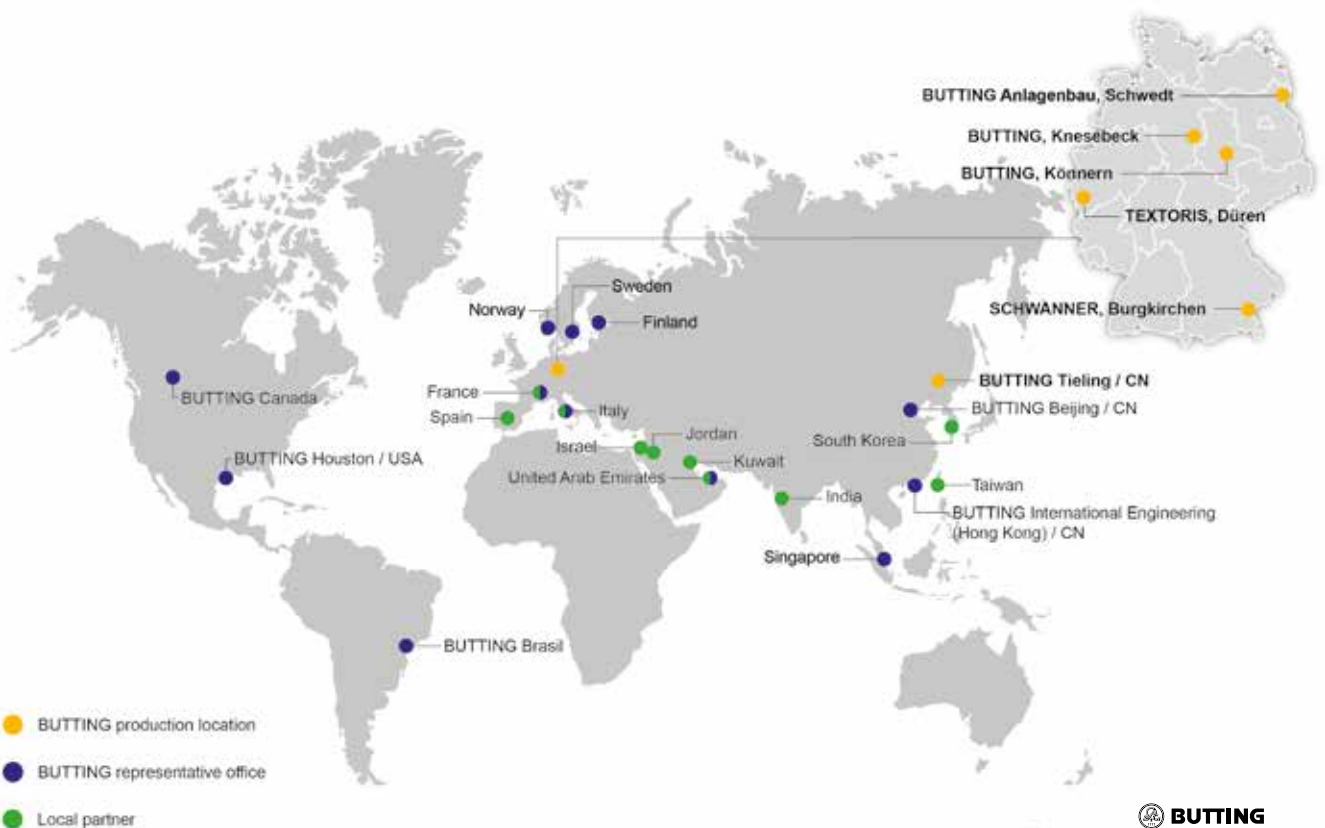 BUTTING Anlagenbau, Schwedt
BUTTING, Knesebeck
BUTTING, Könnern
TEXTORIS, Düren
SCHWANNER, Burgkirchen
Sweden
Norway
Finland
BUTTING Tieling / CN
BUTTING Canada
France
Italy
BUTTING Beijing / CN
Spain
Jordan
South Korea
Israel
BUTTING Houston / USA
Kuwait
United Arab Emirates
India
Taiwan
BUTTING International Engineering
(Hong Kong) / CN
Singapore
BUTTING Brasil
BUTTING production location
BUTTING representative office
Local partner
BUTTING